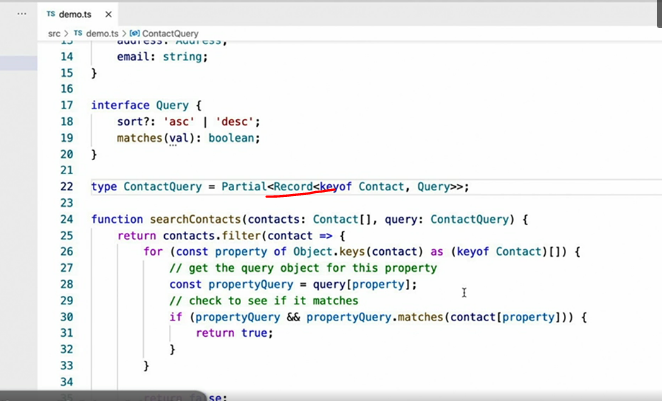 ... TS demo.ts ×
src > TS demo.ts > ContactQuery
13 address: Address;
14 email: string;
15 }
16
17 interface Query {
18 sort?: 'asc' | 'desc';
19 matches(val): boolean;
20 }
21
22 type ContactQuery = Partial<Record<keyof Contact, Query>>;
23
24 function searchContacts(contacts: Contact[], query: ContactQuery) {
25 return contacts.filter(contact => {
26 for (const property of Object.keys(contact) as (keyof Contact)[]) {
27 // get the query object for this property
28 const propertyQuery = query[property];
29 // check to see if it matches
30 if (propertyQuery && propertyQuery.matches(contact[property])) {
31 return true;
32 }
33 }
34
35 return false;